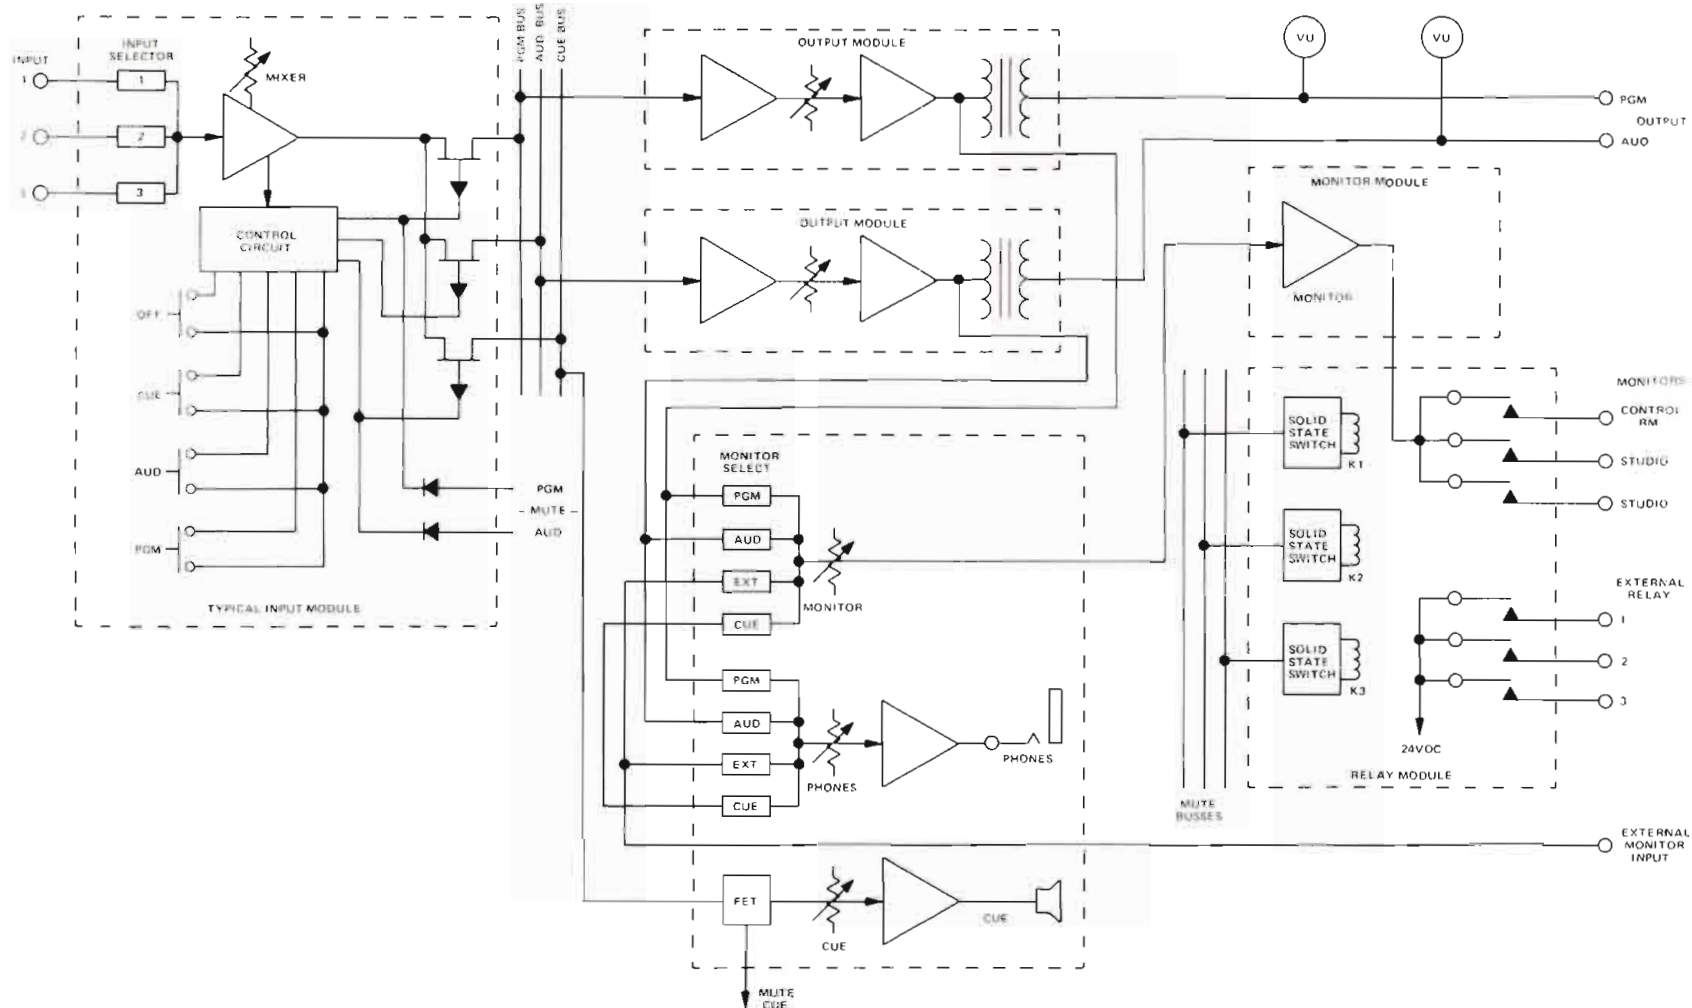 INPUT
1
2
3
INPUT
SELECTOR
1
2
3
MIXER
CONTROL
CIRCUIT
OFF
CUE
AUD
PGM
TYPICAL INPUT MODULE
PGM BUS
AUD BUS
CUE BUS
PGM
- MUTE -
AUD
OUTPUT MODULE
OUTPUT MODULE
VU
VU
PGM
OUTPUT
AUD
MONITOR MODULE
MONITOR
MONITOR
SELECT
PGM
AUD
EXT
CUE
MONITOR
PGM
AUD
EXT
CUE
PHONES
PHONES
FET
CUE
CUE
MUTE
CUE
MUTE
BUSSES
SOLID
STATE
SWITCH
K1
SOLID
STATE
SWITCH
K2
SOLID
STATE
SWITCH
K3
24VDC
RELAY MODULE
MONITORS
CONTROL
RM
STUDIO
STUDIO
EXTERNAL
RELAY
1
2
3
EXTERNAL
MONITOR
INPUT